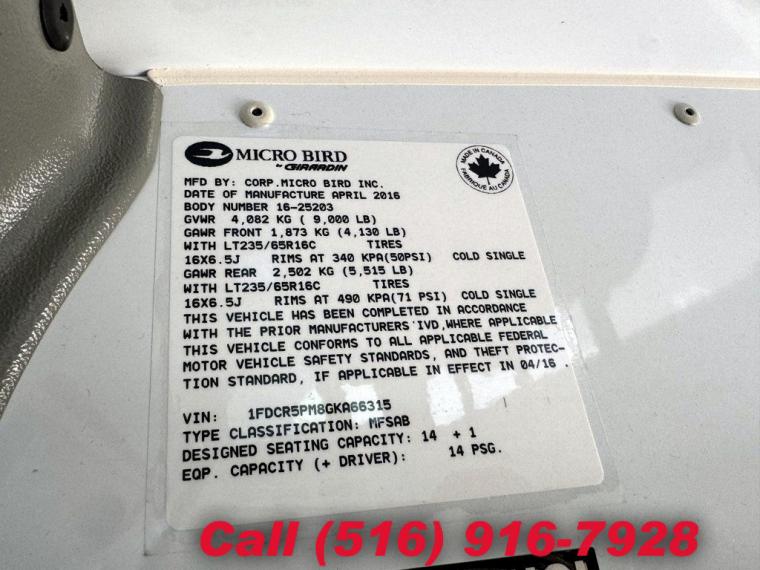 MICRO BIRD
by GIRARDIN
MADE IN CANADA
FABRIQUÉ AU CANADA
MFD BY: CORP.MICRO BIRD INC.
DATE OF MANUFACTURE APRIL 2016
BODY NUMBER 16-25203
GVWR 4,082 KG ( 9,000 LB)
GAWR FRONT 1,873 KG (4,130 LB)
WITH LT235/65R16C TIRES
16X6.5J RIMS AT 340 KPA(50PSI) COLD SINGLE
GAWR REAR 2,502 KG (5,515 LB)
WITH LT235/65R16C TIRES
16X6.5J RIMS AT 490 KPA(71 PSI) COLD SINGLE
THIS VEHICLE HAS BEEN COMPLETED IN ACCORDANCE
WITH THE PRIOR MANUFACTURERS'IVD,WHERE APPLICABLE
THIS VEHICLE CONFORMS TO ALL APPLICABLE FEDERAL
MOTOR VEHICLE SAFETY STANDARDS, AND THEFT PROTEC-
TION STANDARD, IF APPLICABLE IN EFFECT IN 04/16 .
VIN: 1FDCR5PM8GKA66315
TYPE CLASSIFICATION: MFSAB
DESIGNED SEATING CAPACITY: 14 + 1
EQP. CAPACITY (+ DRIVER): 14 PSG.
Call (516) 916-7928